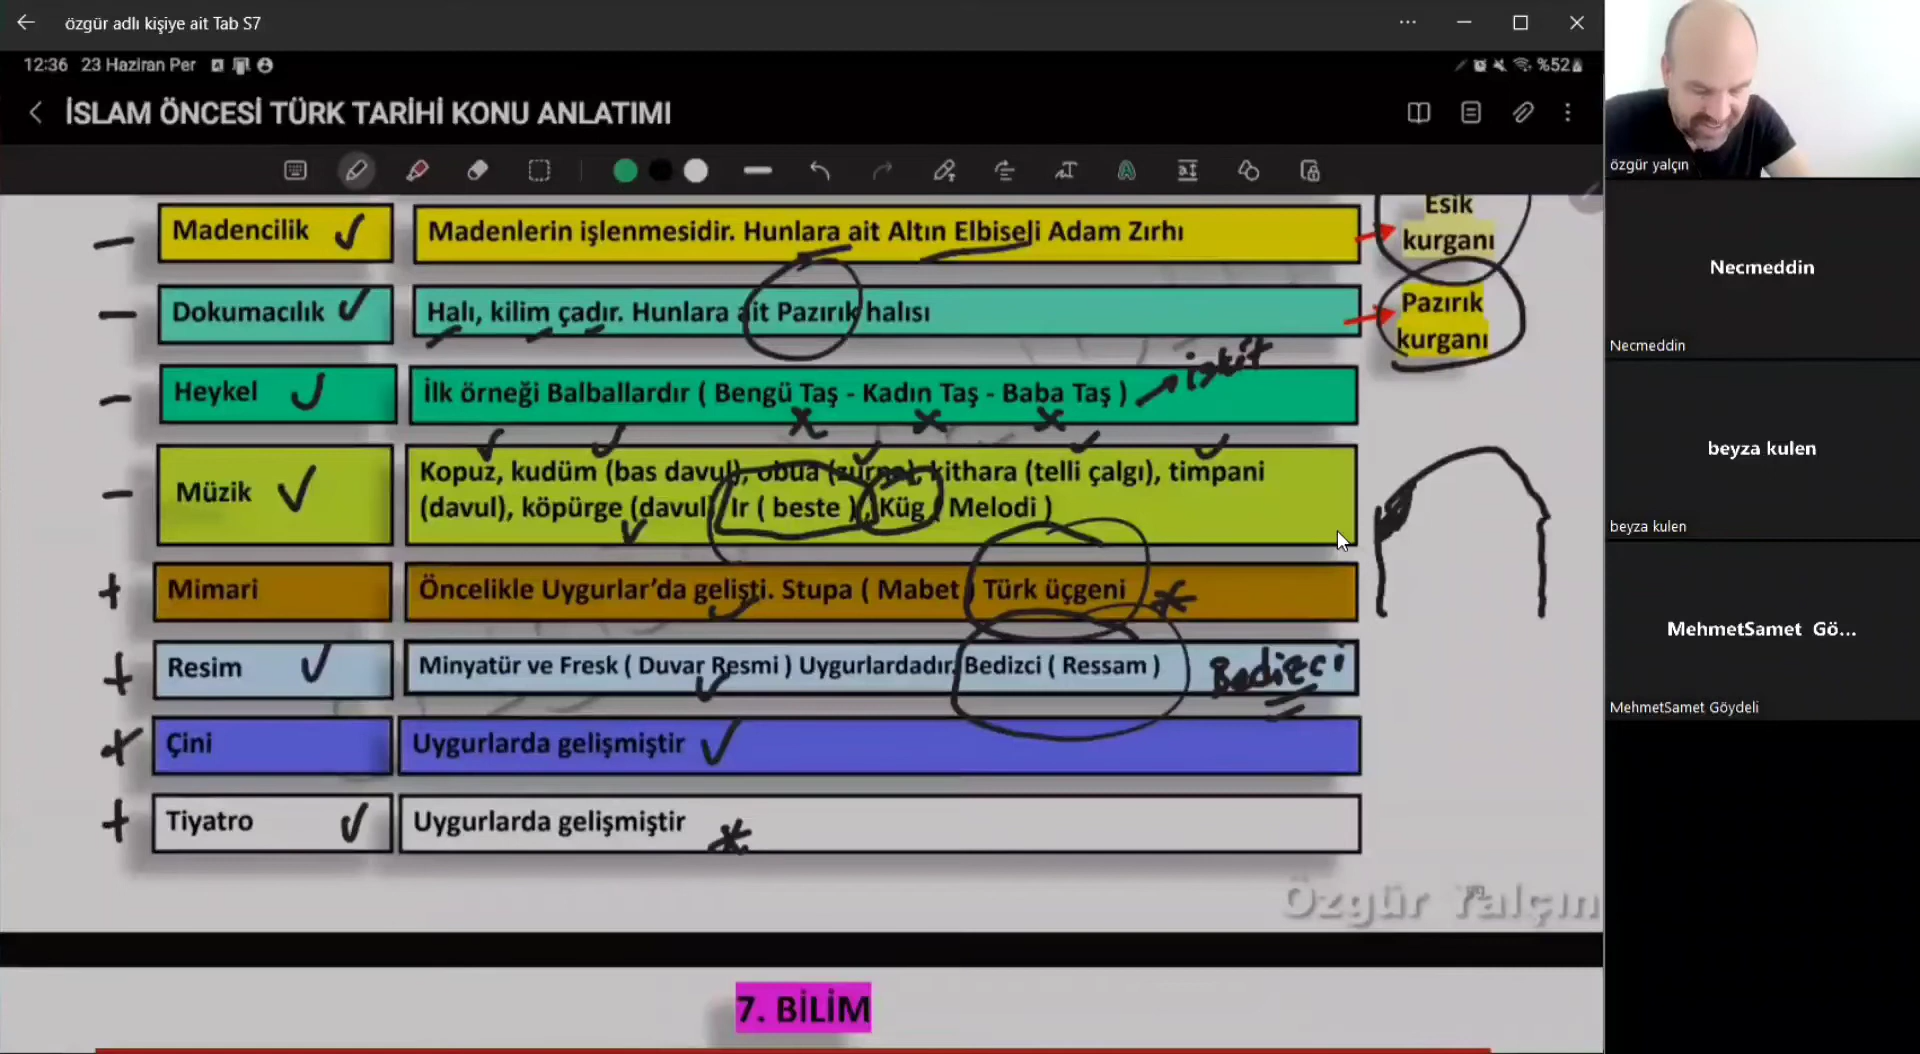 özgür adlı kişiye ait Tab S7
12:36 23 Haziran Per
%52
İSLAM ÖNCESİ TÜRK TARİHİ KONU ANLATIMI
Madencilik
Madenlerin işlenmesidir. Hunlara ait Altın Elbiseli Adam Zırhı
Esik
kurganı
Dokumacılık
Halı, kilim çadır. Hunlara ait Pazırık halısı
Pazırık
kurganı
iskit
Heykel
İlk örneği Balballardır ( Bengü Taş - Kadın Taş - Baba Taş )
Müzik
Kopuz, kudüm (bas davul), obua (zurna), kithara (telli çalgı), timpani
(davul), köpürge (davul) Ir ( beste ) , Küg ( Melodi )
Mimari
Öncelikle Uygurlar’da gelişti. Stupa ( Mabet ) Türk üçgeni
Resim
Minyatür ve Fresk ( Duvar Resmi ) Uygurlardadır. Bedizci ( Ressam )
Bedizci
Çini
Uygurlarda gelişmiştir
Tiyatro
Uygurlarda gelişmiştir
Özgür Yalçın
7. BİLİM
özgür yalçın
Necmeddin
Necmeddin
beyza kulen
beyza kulen
MehmetSamet Gö...
MehmetSamet Göydeli